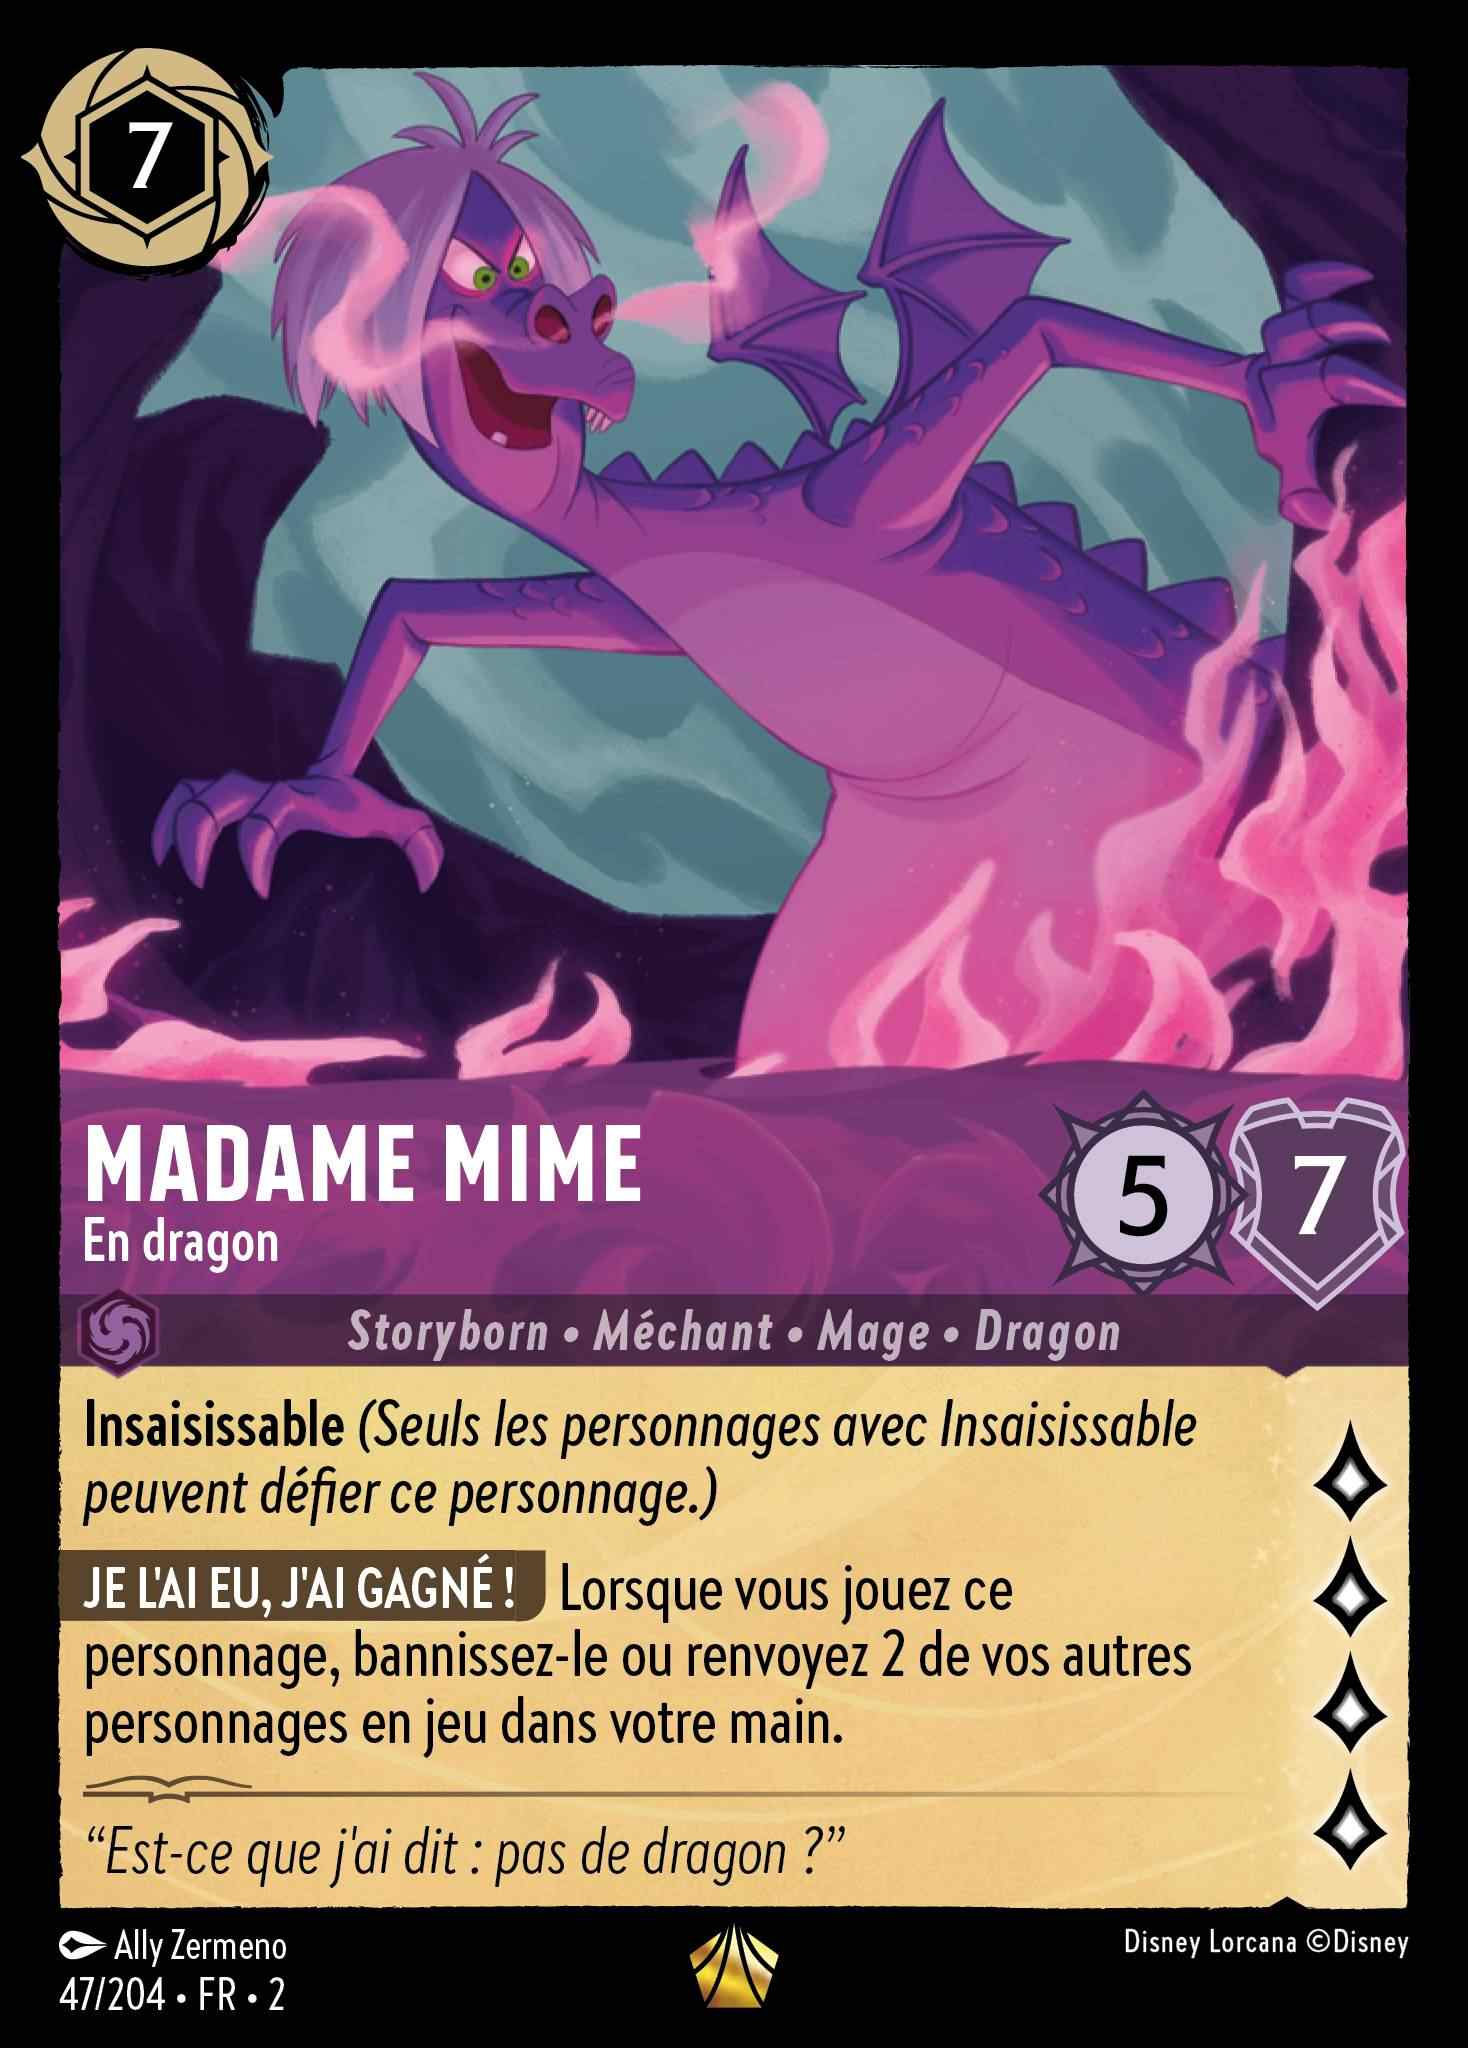 7
MADAME MIME
En dragon
5
7
Storyborn • Méchant • Mage • Dragon
Insaisissable (Seuls les personnages avec Insaisissable
peuvent défier ce personnage.)
JE L'AI EU, J'AI GAGNÉ ! Lorsque vous jouez ce
personnage, bannissez-le ou renvoyez 2 de vos autres
personnages en jeu dans votre main.
“Est-ce que j'ai dit : pas de dragon ?”
Ally Zermeno
Disney Lorcana ©Disney
47/204 • FR • 2